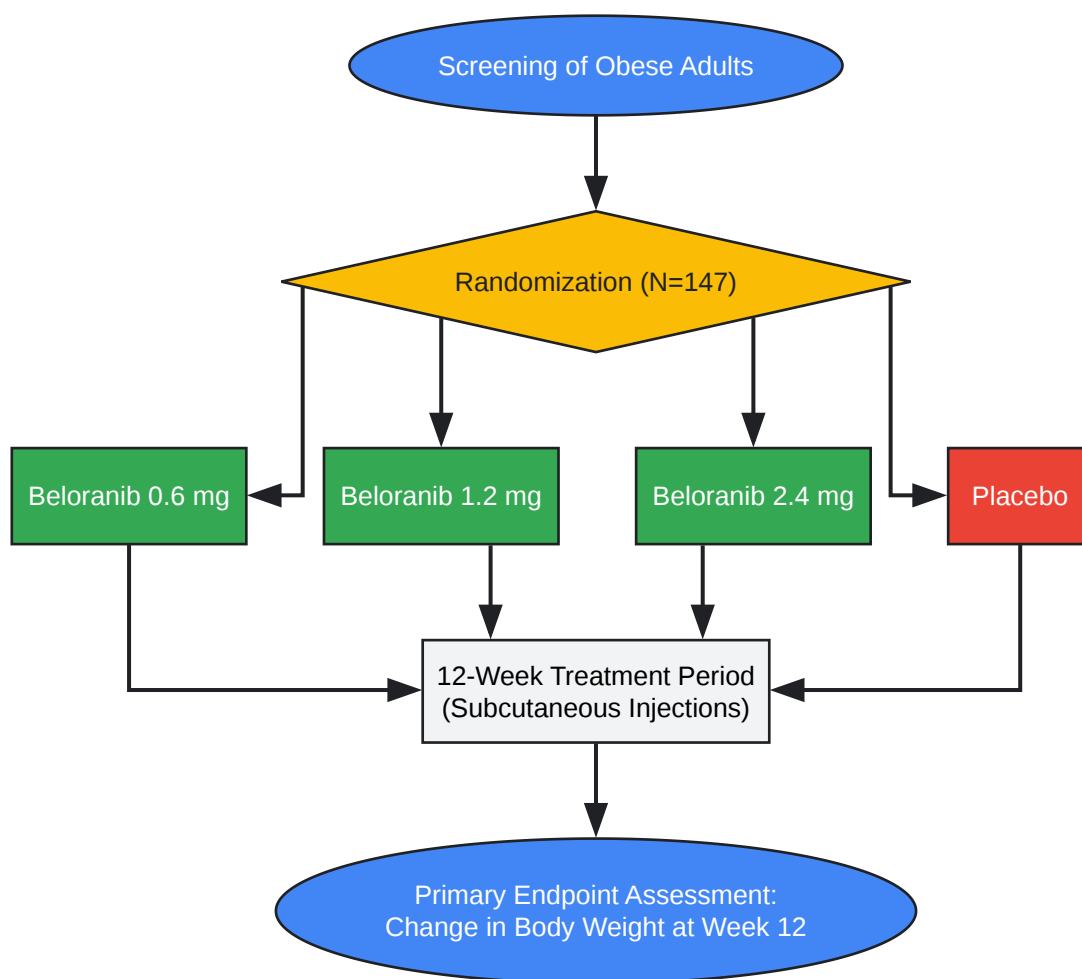 Screening of Obese Adults
Randomization (N=147)
Beloranib 0.6 mg
Beloranib 1.2 mg
Beloranib 2.4 mg
Placebo
12-Week Treatment Period
(Subcutaneous Injections)
Primary Endpoint Assessment:
Change in Body Weight at Week 12